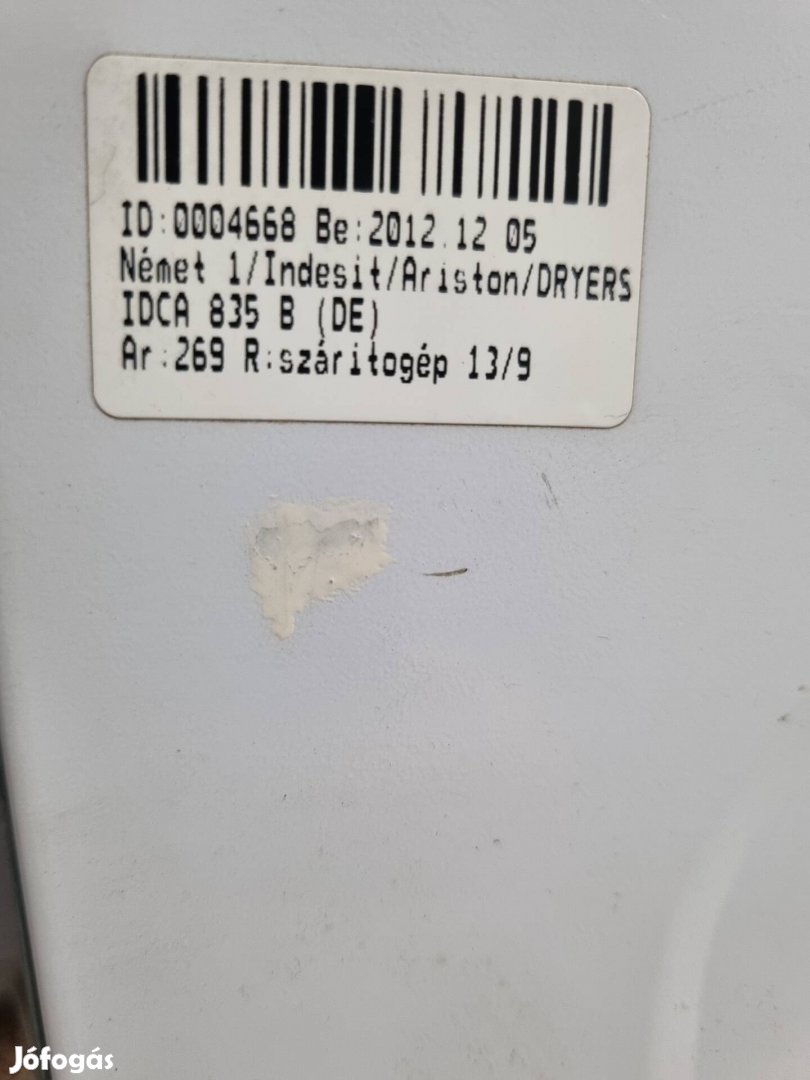 ID:0004668 Be:2012.12 05
Német 1/Indesit/Ariston/DRYERS
IDCA 835 B (DE)
Ar:269 R:száritogép 13/9
Jófogás